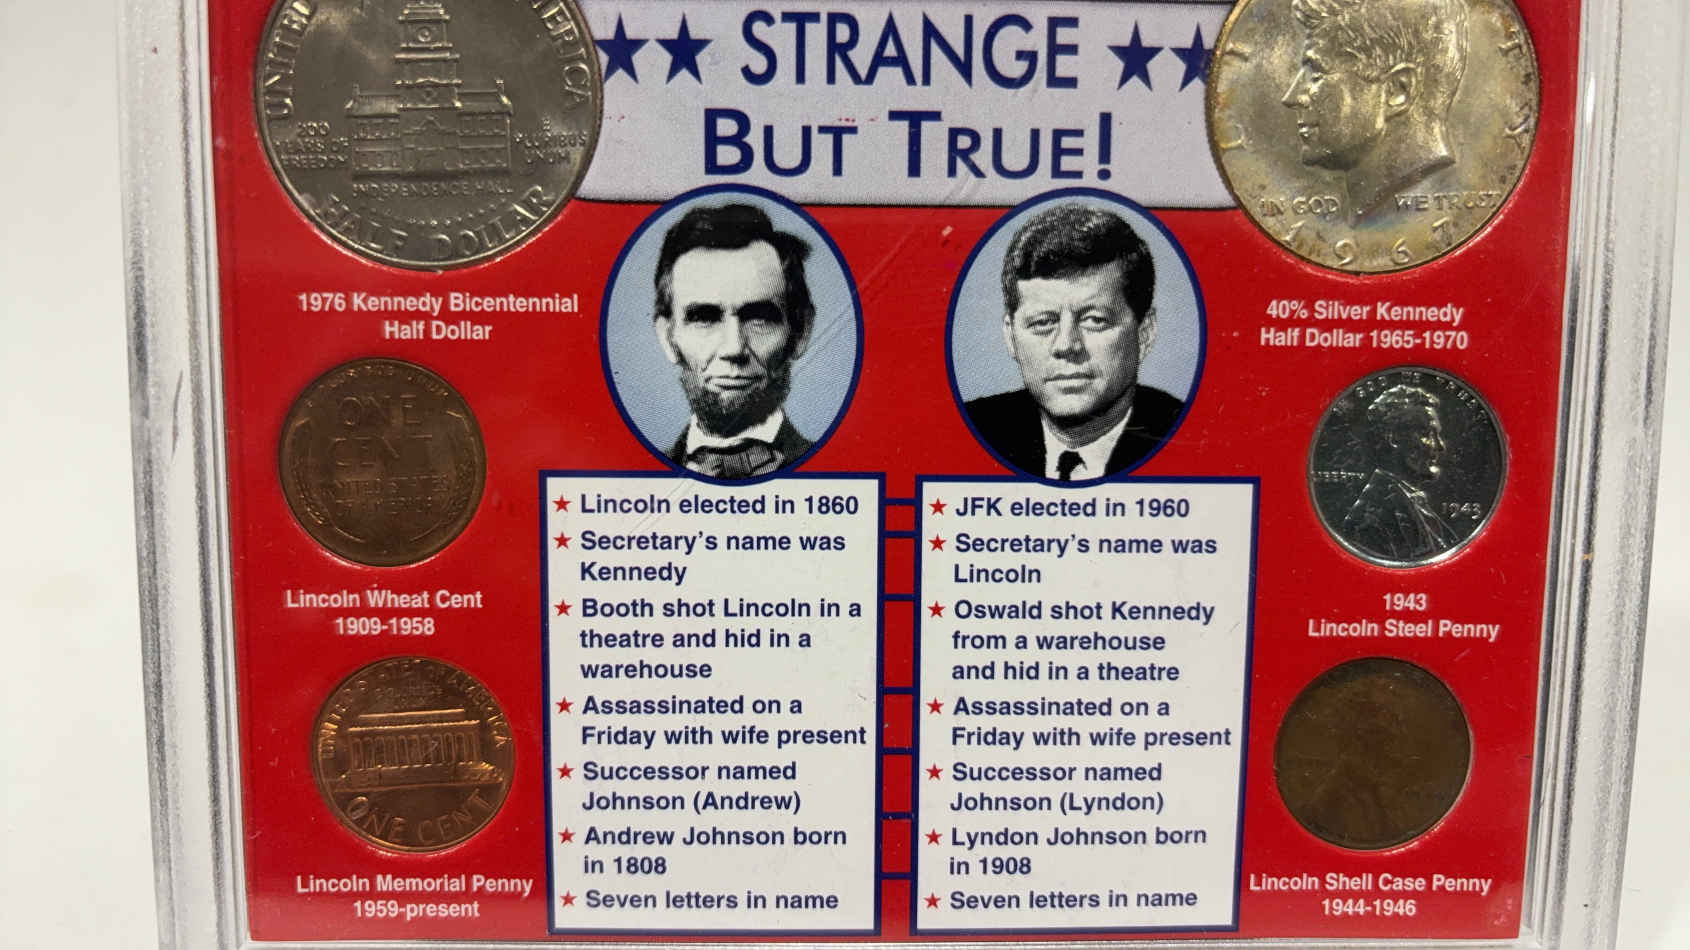 STRANGE
BUT TRUE!
UNITED
AMERICA
200
YEARS OF
FREEDOM
E
PLURIBUS
UNUM
INDEPENDENCE HALL
HALF DOLLAR
1976 Kennedy Bicentennial
Half Dollar
ONE
CENT
UNITED STATES
OF AMERICA
Lincoln Wheat Cent
1909-1958
UNITED STATES OF AMERICA
E PLURIBUS
UNUM
ONE CENT
Lincoln Memorial Penny
1959-present
★ Lincoln elected in 1860
★ Secretary’s name was
Kennedy
★ Booth shot Lincoln in a
theatre and hid in a
warehouse
★ Assassinated on a
Friday with wife present
★ Successor named
Johnson (Andrew)
★ Andrew Johnson born
in 1808
★ Seven letters in name
★ JFK elected in 1960
★ Secretary’s name was
Lincoln
★ Oswald shot Kennedy
from a warehouse
and hid in a theatre
★ Assassinated on a
Friday with wife present
★ Successor named
Johnson (Lyndon)
★ Lyndon Johnson born
in 1908
★ Seven letters in name
IN GOD WE TRUST
1967
40% Silver Kennedy
Half Dollar 1965-1970
IN GOD WE TRUST
LIBERTY
1943
1943
Lincoln Steel Penny
Lincoln Shell Case Penny
1944-1946